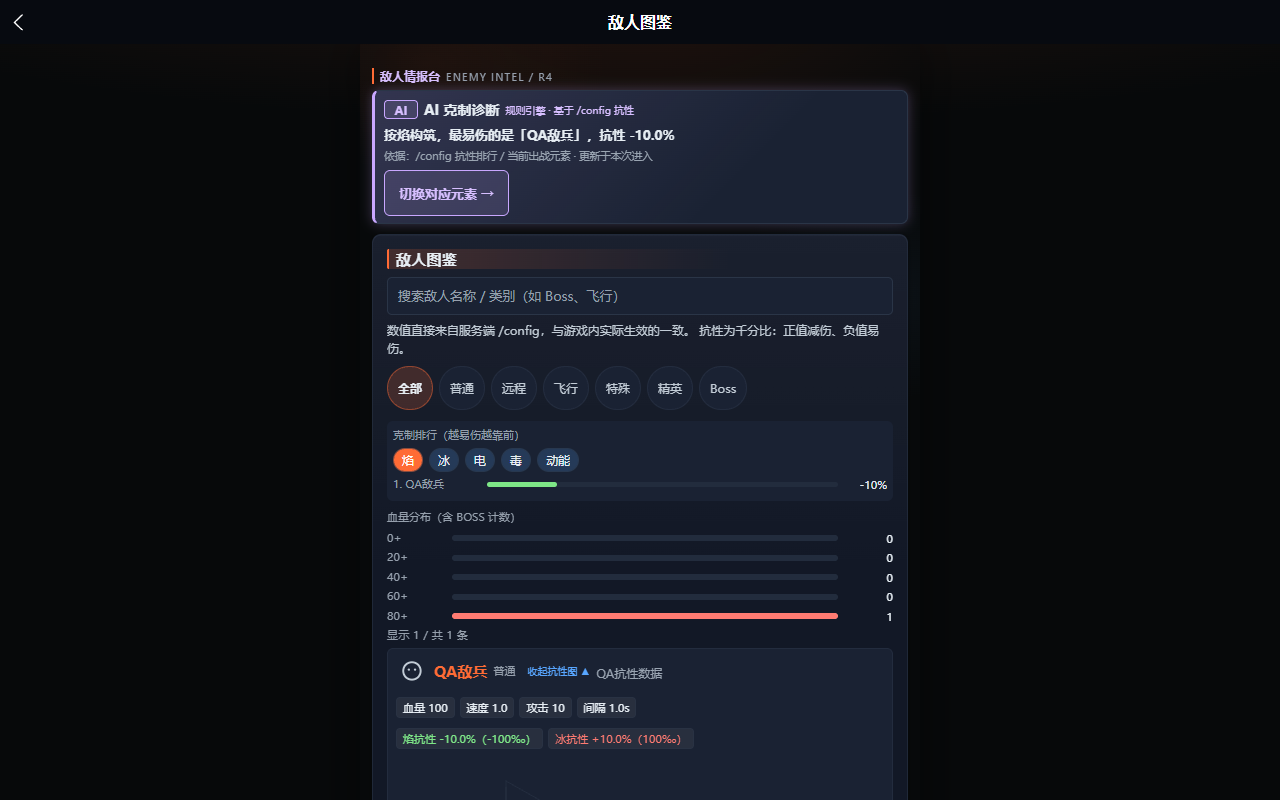 敌人图鉴
敌人情报台 ENEMY INTEL / R4
AI AI 克制诊断 规则引擎 · 基于 /config 抗性
按焰构筑，最易伤的是「QA敌兵」，抗性 -10.0%
依据：/config 抗性排行 / 当前出战元素 · 更新于本次进入
切换对应元素 →
敌人图鉴
搜索敌人名称 / 类别（如 Boss、飞行）
数值直接来自服务端 /config，与游戏内实际生效的一致。 抗性为千分比：正值减伤、负值易
伤。
全部 普通 远程 飞行 特殊 精英 Boss
克制排行（越易伤越靠前）
焰 冰 电 毒 动能
1. QA敌兵 -10%
血量分布（含 BOSS 计数）
0+ 0
20+ 0
40+ 0
60+ 0
80+ 1
显示 1 / 共 1 条
QA敌兵 普通 收起抗性图 ▲ QA抗性数据
血量 100 速度 1.0 攻击 10 间隔 1.0s
焰抗性 -10.0%（-100‰） 冰抗性 +10.0%（100‰）